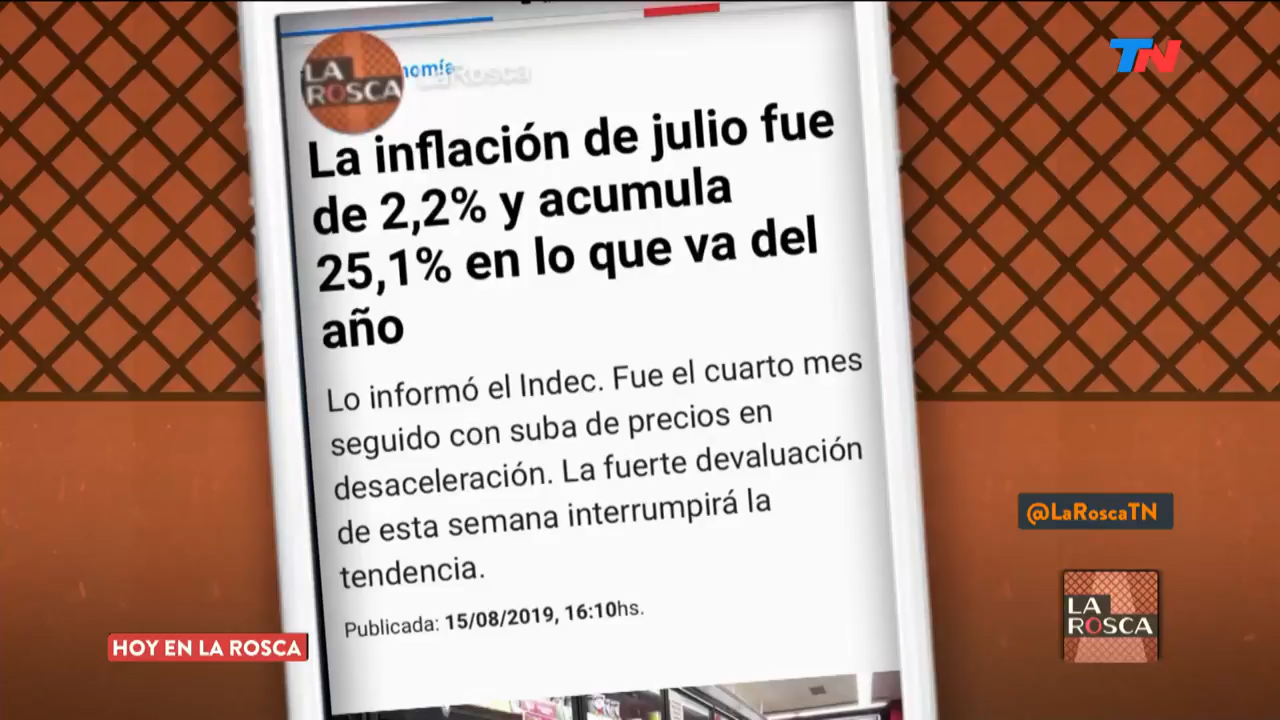 TN
LA
ROSCA
nomía
LaRosca
La inflación de julio fue
de 2,2% y acumula
25,1% en lo que va del
año
Lo informó el Indec. Fue el cuarto mes
seguido con suba de precios en
desaceleración. La fuerte devaluación
de esta semana interrumpirá la
tendencia.
Publicada: 15/08/2019, 16:10hs.
@LaRoscaTN
LA
ROSCA
HOY EN LA ROSCA